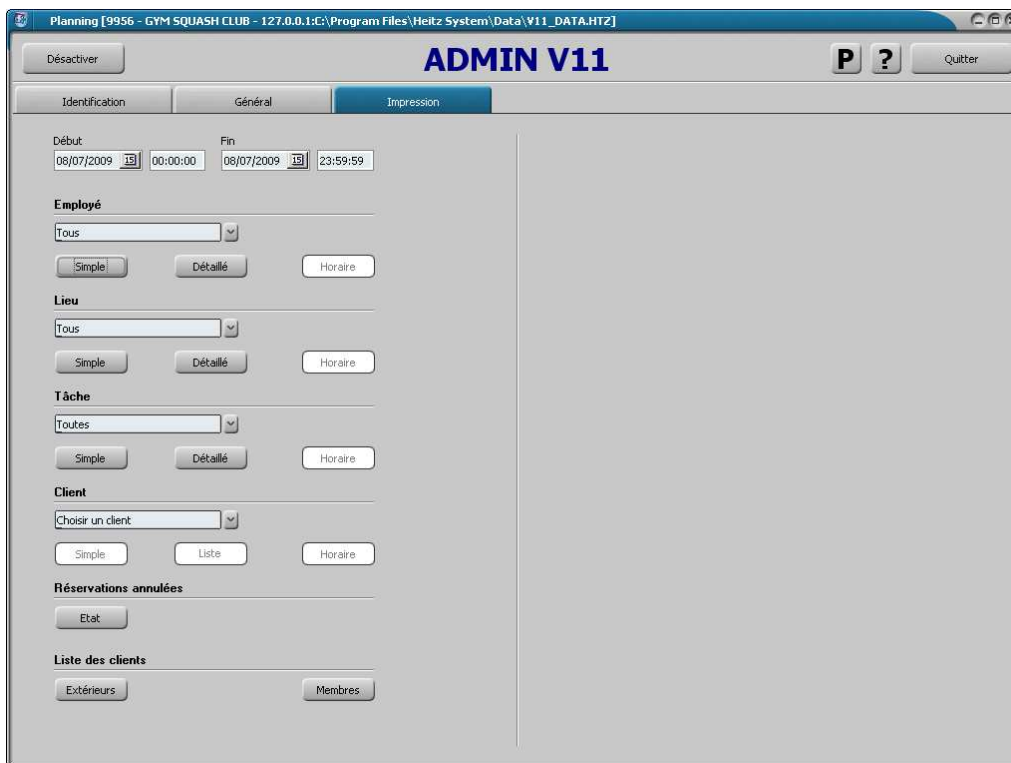 Planning [9956 - GYM SQUASH CLUB - 127.0.0.1:C:\Program Files\Heitz System\Data\V11_DATA.HTZ]
Désactiver ADMIN V11 P ? Quitter
Identification Général Impression
Début Fin
08/07/2009 15 00:00:00 08/07/2009 15 23:59:59
Employé
Tous
Simple Détaillé Horaire
Lieu
Tous
Simple Détaillé Horaire
Tâche
Toutes
Simple Détaillé Horaire
Client
Choisir un client
Simple Liste Horaire
Réservations annulées
Etat
Liste des clients
Extérieurs Membres